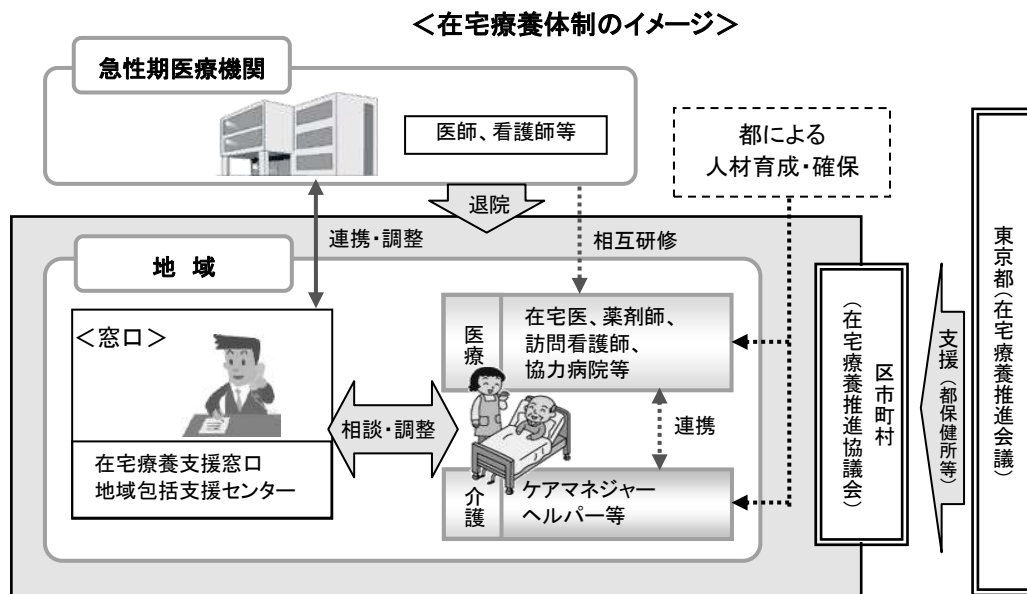 ＜在宅療養体制のイメージ＞
急性期医療機関
医師、看護師等
都による
人材育成・確保
退院
連携・調整
相互研修
地 域
＜窓口＞
在宅療養支援窓口
地域包括支援センター
相談・調整
医療
在宅医、薬剤師、
訪問看護師、
協力病院等
連携
介護
ケアマネジャー
ヘルパー等
区市町村
（在宅療養推進協議会）
支援（都保健所等）
東京都（在宅療養推進会議）